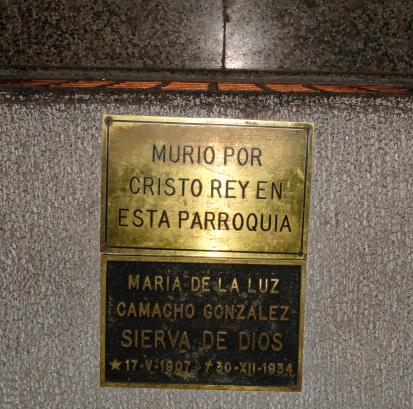 MURIO POR
CRISTO REY EN
ESTA PARROQUIA
MARIA DE LA LUZ
CAMACHO GONZALEZ
SIERVA DE DIOS
★ 17-V-1907 † 30-XII-1934